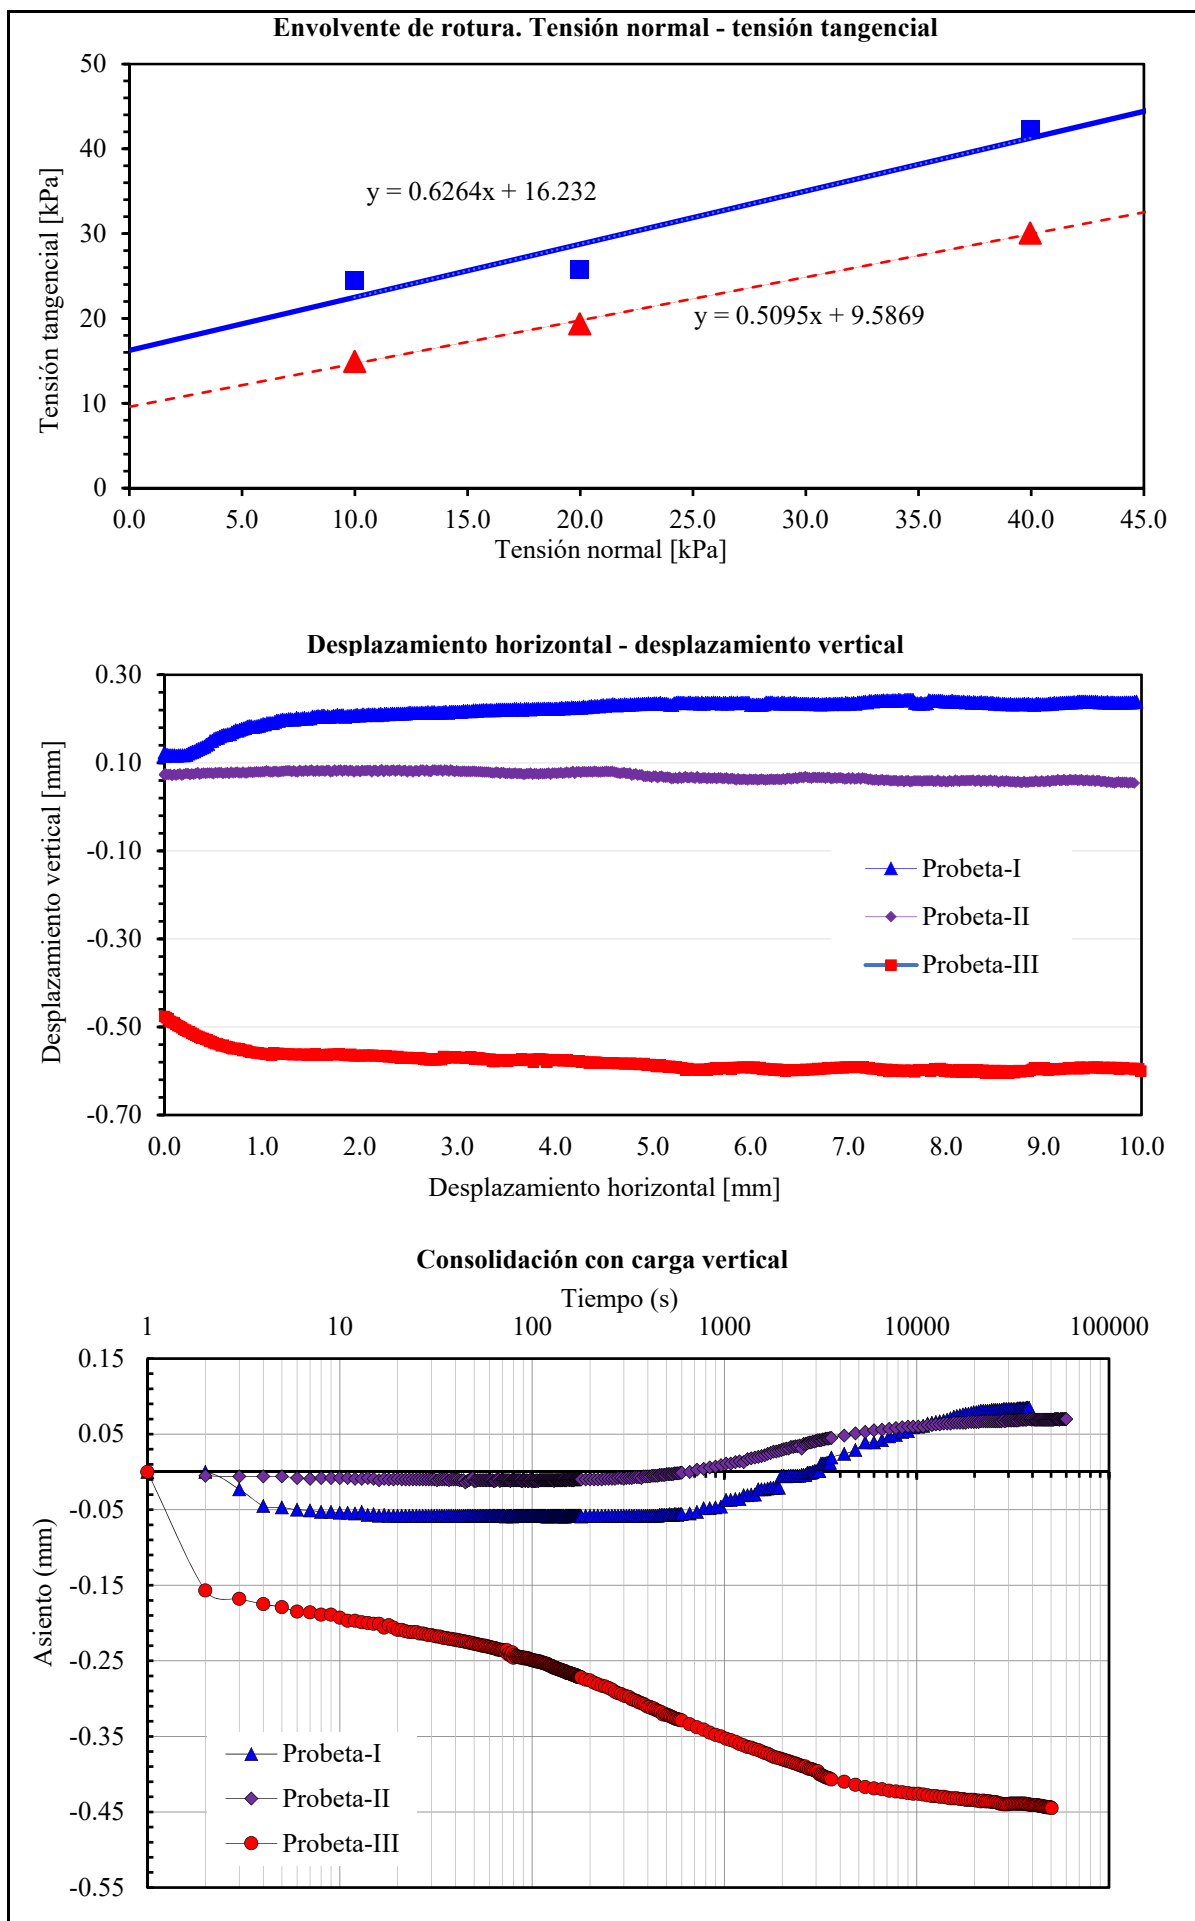 Envolvente de rotura. Tensión normal - tensión tangencial
50
40
30
20
10
0
Tensión tangencial [kPa]
y = 0.6264x + 16.232
y = 0.5095x + 9.5869
0.0 5.0 10.0 15.0 20.0 25.0 30.0 35.0 40.0 45.0
Tensión normal [kPa]
Desplazamiento horizontal - desplazamiento vertical
0.30
0.10
-0.10
-0.30
-0.50
-0.70
Desplazamiento vertical [mm]
Probeta-I
Probeta-II
Probeta-III
0.0 1.0 2.0 3.0 4.0 5.0 6.0 7.0 8.0 9.0 10.0
Desplazamiento horizontal [mm]
Consolidación con carga vertical
Tiempo (s)
1 10 100 1000 10000 100000
0.15
0.05
-0.05
-0.15
-0.25
-0.35
-0.45
-0.55
Asiento (mm)
Probeta-I
Probeta-II
Probeta-III